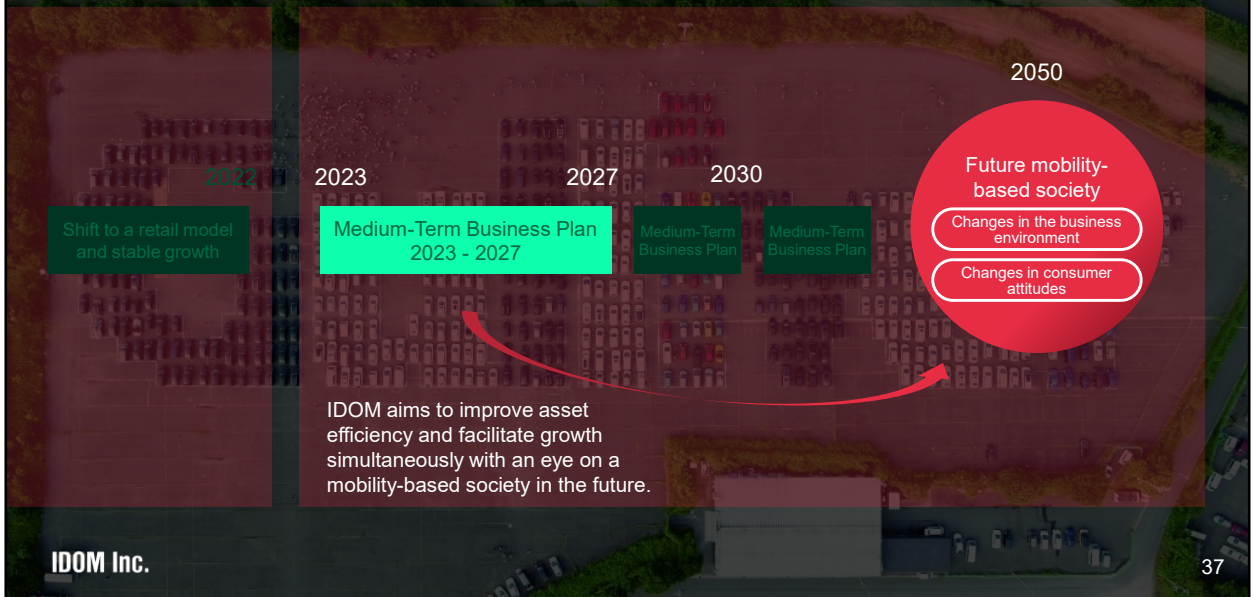 2050
2022
2023
2027
2030
Shift to a retail model
and stable growth
Medium-Term Business Plan
2023 - 2027
Medium-Term
Business Plan
Medium-Term
Business Plan
Future mobility-
based society
Changes in the business
environment
Changes in consumer
attitudes
IDOM aims to improve asset
efficiency and facilitate growth
simultaneously with an eye on a
mobility-based society in the future.
IDOM Inc.
37